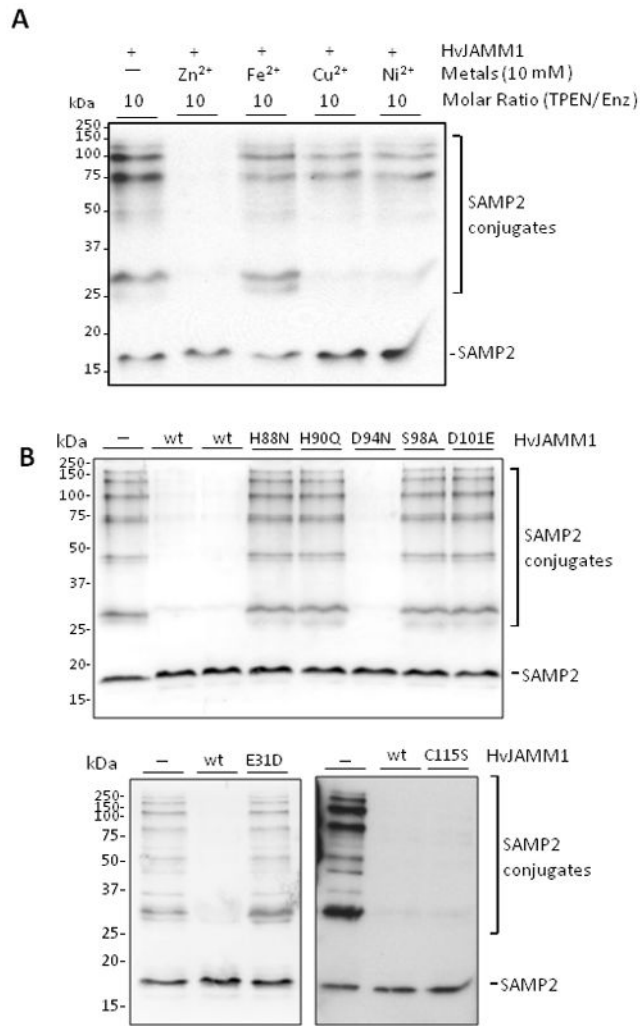 A
+ + + + + HvJAMM1
— Zn²⁺ Fe²⁺ Cu²⁺ Ni²⁺ Metals (10 mM)
kDa 10 10 10 10 10 Molar Ratio (TPEN/Enz)
250-
150-
100-
75-
50-
37-
25-
20-
15-
SAMP2
conjugates
-SAMP2
B
kDa — wt wt H88N H90Q D94N S98A D101E HvJAMM1
250-
150-
100-
75-
50-
37-
25-
20-
15-
SAMP2
conjugates
-SAMP2
kDa — wt E31D — wt C115S HvJAMM1
250-
150-
100-
75-
50-
37-
25-
20-
15-
SAMP2
conjugates
-SAMP2